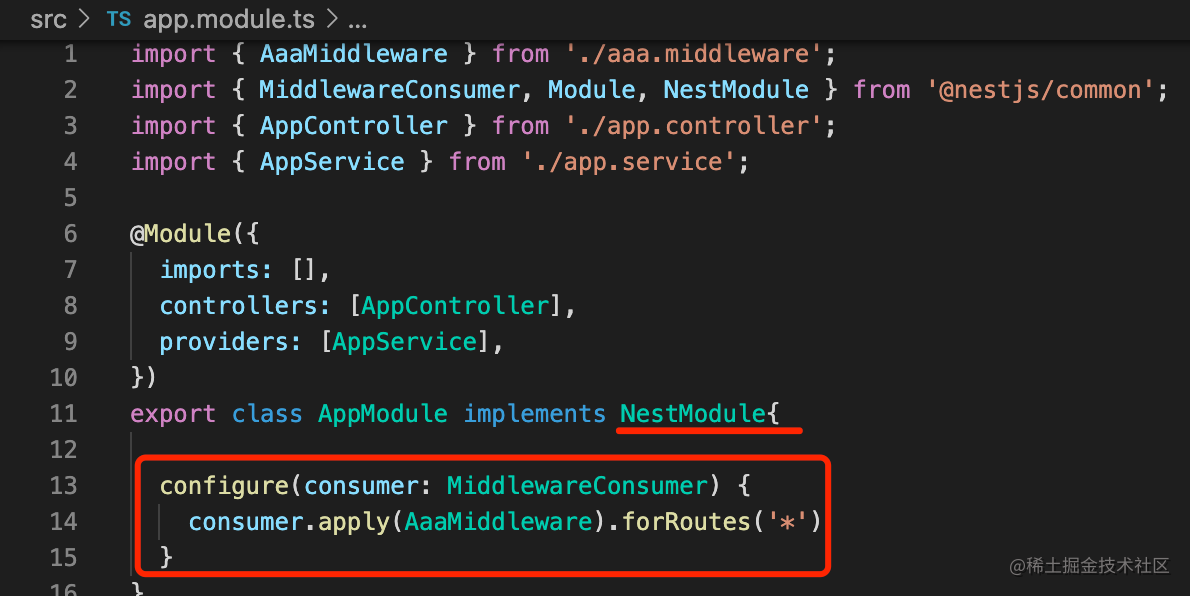 src > TS app.module.ts > ...
1 import { AaaMiddleware } from './aaa.middleware';
2 import { MiddlewareConsumer, Module, NestModule } from '@nestjs/common';
3 import { AppController } from './app.controller';
4 import { AppService } from './app.service';
5
6 @Module({
7   imports: [],
8   controllers: [AppController],
9   providers: [AppService],
10 })
11 export class AppModule implements NestModule{
12
13   configure(consumer: MiddlewareConsumer) {
14     consumer.apply(AaaMiddleware).forRoutes('*')
15   }
16 }
@稀土掘金技术社区